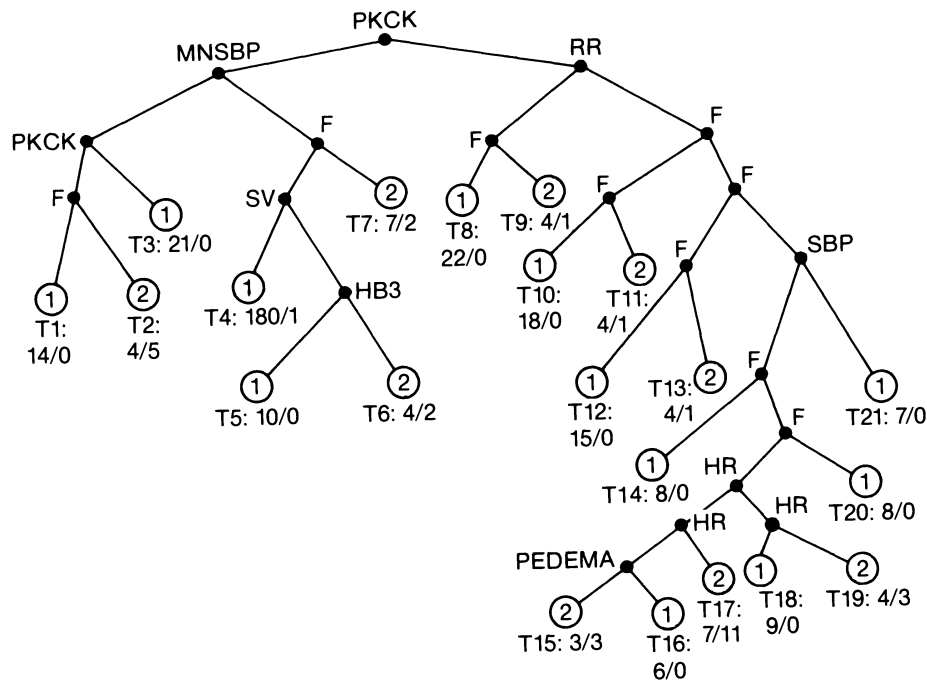 PKCK
MNSBP
RR
PKCK
F
F
F
F
SV
2
T7: 7/2
1
T3: 21/0
1
T8:
22/0
2
T9: 4/1
F
F
1
T1:
14/0
2
T2:
4/5
1
T4: 180/1
HB3
1
T10:
18/0
2
T11:
4/1
F
SBP
1
T5: 10/0
2
T6: 4/2
1
T12:
15/0
2
T13:
4/1
F
1
T21: 7/0
1
T14: 8/0
F
HR
1
T20: 8/0
HR
HR
PEDEMA
2
T17:
7/11
1
T18:
9/0
2
T19: 4/3
2
T15: 3/3
1
T16:
6/0